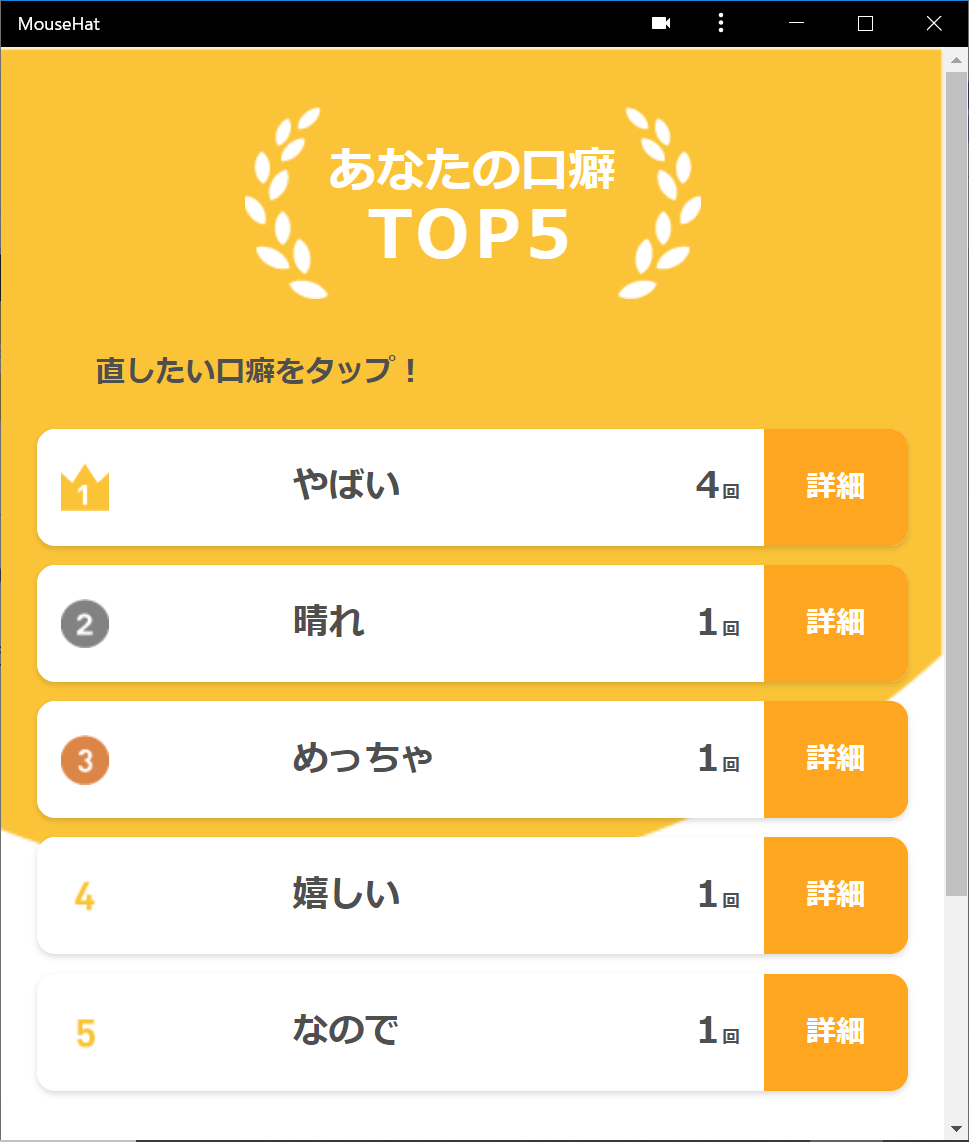 MouseHat
あなたの口癖
TOP5
直したい口癖をタップ！
1 やばい 4回 詳細
2 晴れ 1回 詳細
3 めっちゃ 1回 詳細
4 嬉しい 1回 詳細
5 なので 1回 詳細